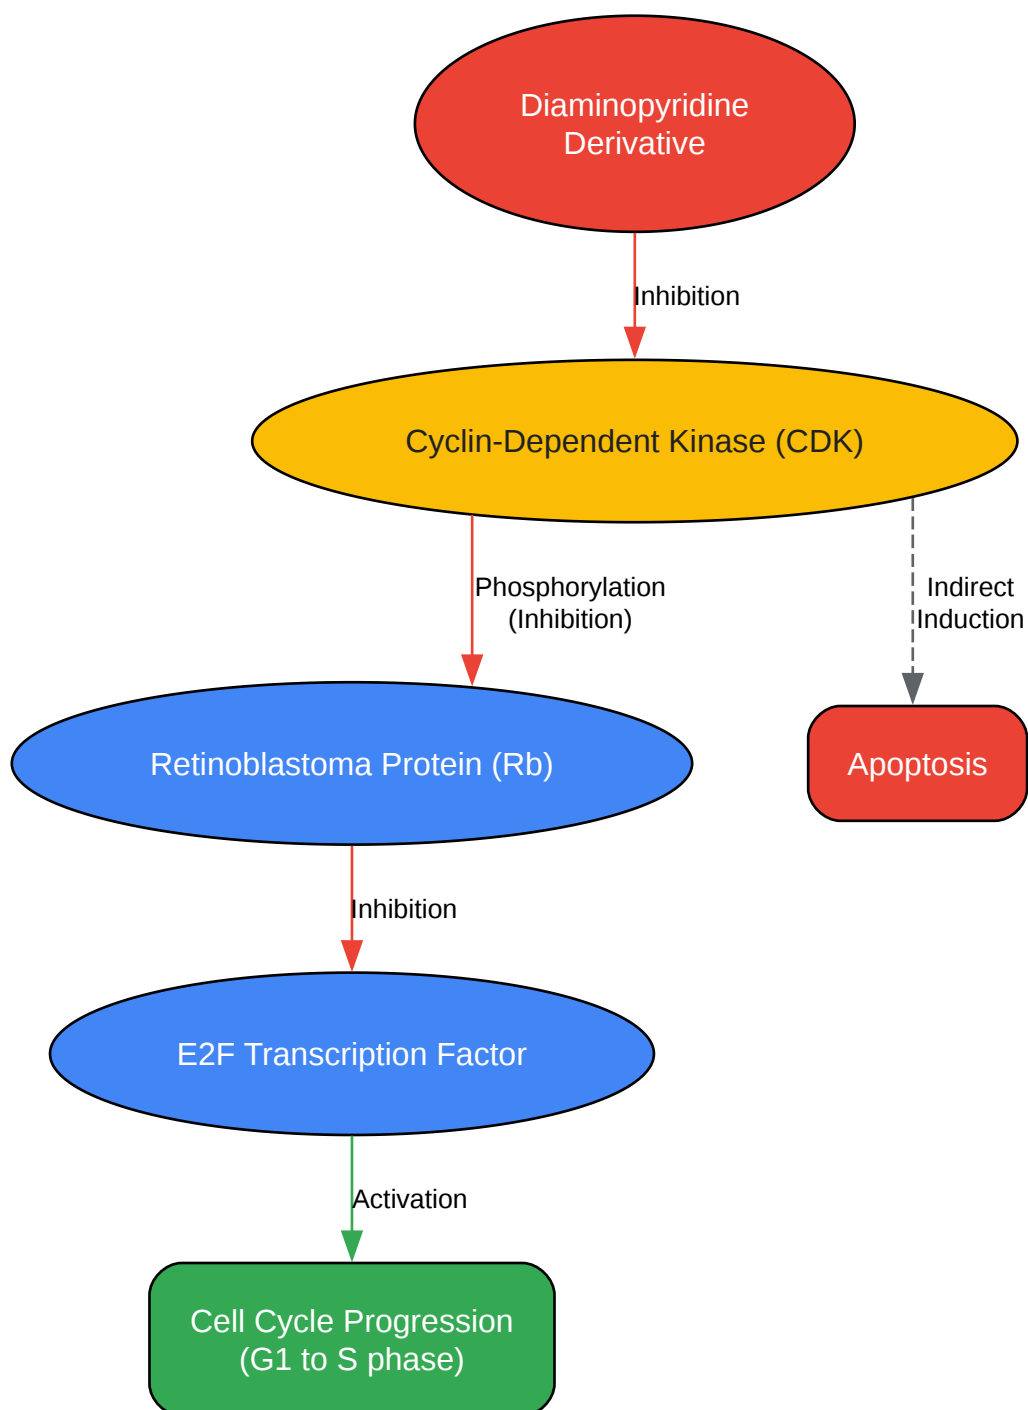 Diaminopyridine
Derivative
Inhibition
Cyclin-Dependent Kinase (CDK)
Phosphorylation
(Inhibition)
Indirect
Induction
Retinoblastoma Protein (Rb)
Apoptosis
Inhibition
E2F Transcription Factor
Activation
Cell Cycle Progression
(G1 to S phase)